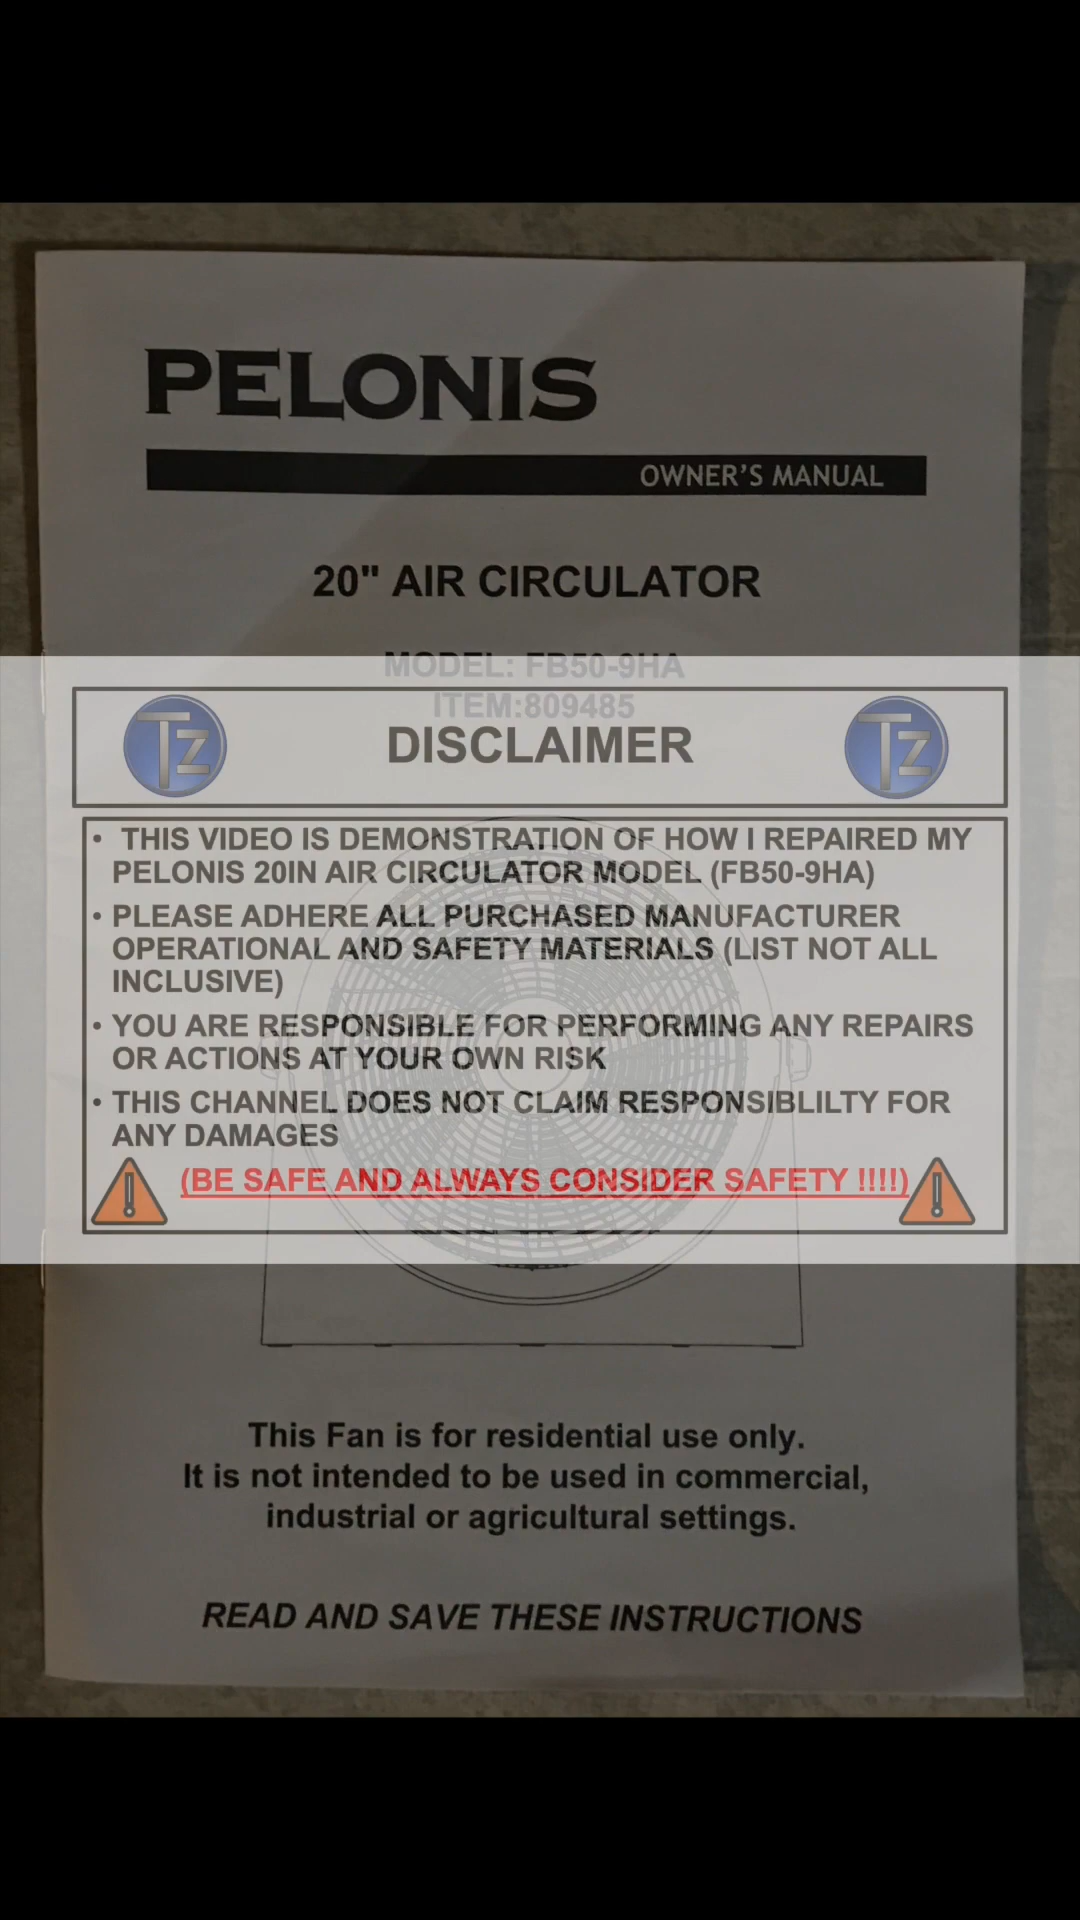 PELONIS
OWNER'S MANUAL
20" AIR CIRCULATOR
MODEL: FB50-9HA
ITEM:809485
TZ
DISCLAIMER
TZ
• THIS VIDEO IS DEMONSTRATION OF HOW I REPAIRED MY
PELONIS 20IN AIR CIRCULATOR MODEL (FB50-9HA)
• PLEASE ADHERE ALL PURCHASED MANUFACTURER
OPERATIONAL AND SAFETY MATERIALS (LIST NOT ALL
INCLUSIVE)
• YOU ARE RESPONSIBLE FOR PERFORMING ANY REPAIRS
OR ACTIONS AT YOUR OWN RISK
• THIS CHANNEL DOES NOT CLAIM RESPONSIBLILTY FOR
ANY DAMAGES
(BE SAFE AND ALWAYS CONSIDER SAFETY !!!!)
This Fan is for residential use only.
It is not intended to be used in commercial,
industrial or agricultural settings.
READ AND SAVE THESE INSTRUCTIONS